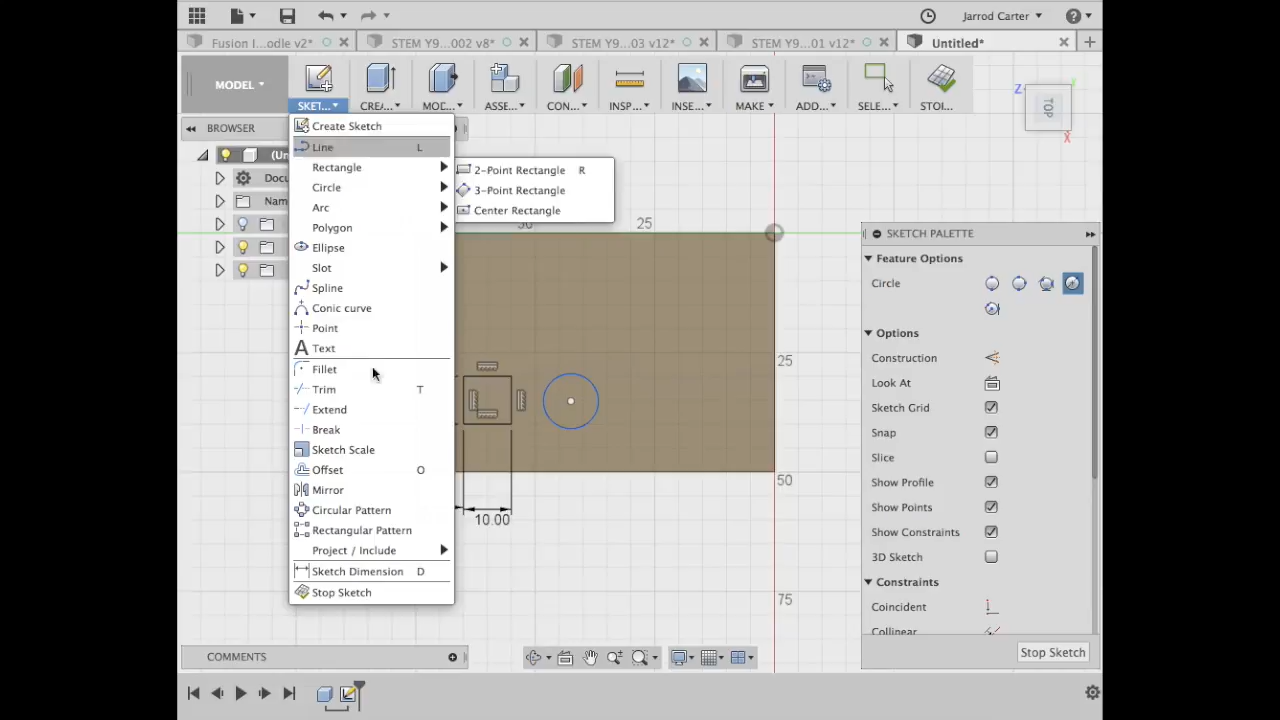 Jarrod Carter
Fusion I...odle v2*
STEM Y9...002 v8*
STEM Y9...03 v12*
STEM Y9...01 v12*
Untitled*
MODEL
SKET...
CREA...
MOD...
ASSE...
CON...
INSP...
INSE...
MAKE
ADD...
SELE...
STOI...
BROWSER
(Un
Docu
Name
Create Sketch
Line L
Rectangle
Circle
Arc
Polygon
Ellipse
Slot
Spline
Conic curve
Point
Text
Fillet
Trim T
Extend
Break
Sketch Scale
Offset O
Mirror
Circular Pattern
Rectangular Pattern
Project / Include
Sketch Dimension D
Stop Sketch
2-Point Rectangle R
3-Point Rectangle
Center Rectangle
50
25
25
50
75
10.00
TOP
Z
X
SKETCH PALETTE
Feature Options
Circle
Options
Construction
Look At
Sketch Grid
Snap
Slice
Show Profile
Show Points
Show Constraints
3D Sketch
Constraints
Coincident
Collinear
Stop Sketch
COMMENTS